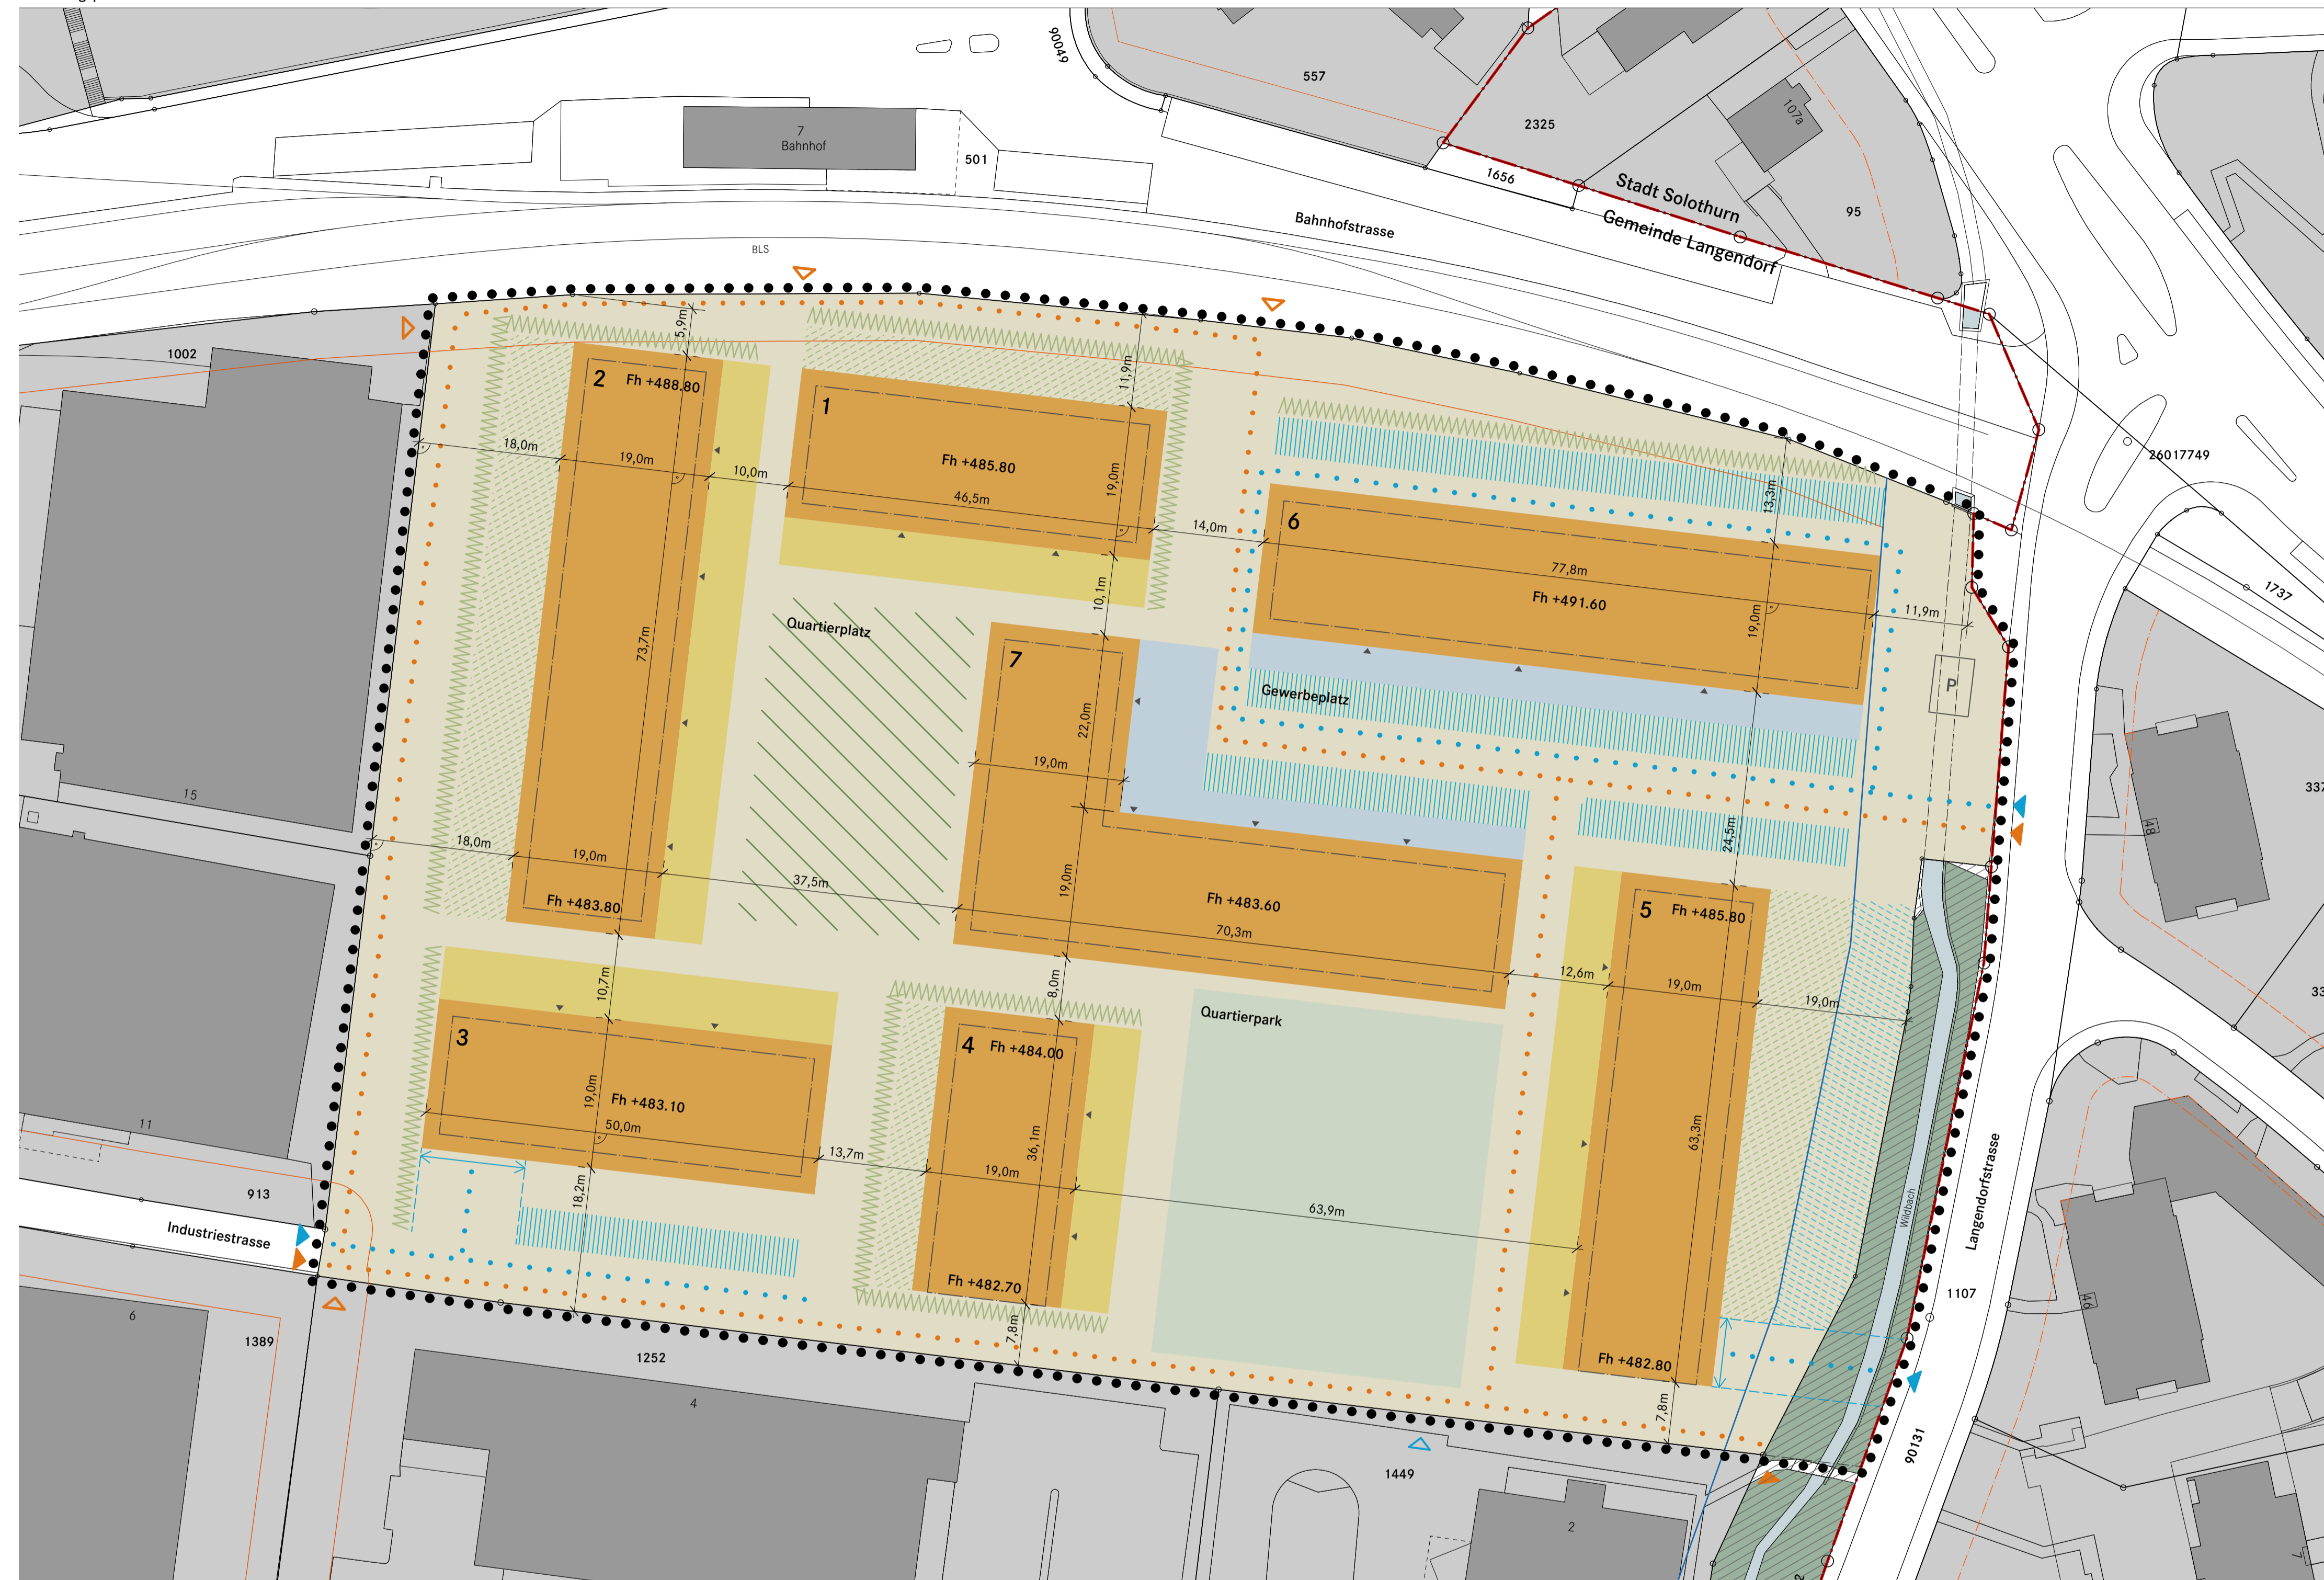 90049
557
2325
107a
7
Bahnhof
501
1656
Stadt Solothurn
Gemeinde Langendorf
95
Bahnhofstrasse
BLS
1002
5,9m
11,9m
2
Fh +488.80
1
18,0m
19,0m
10,0m
Fh +485.80
46,5m
19,0m
14,0m
6
13,3m
26017749
77,8m
Fh +491.60
19,0m
11,9m
1737
10,1m
Quartierplatz
73,7m
7
22,0m
Gewerbeplatz
P
19,0m
15
48
337
18,0m
19,0m
37,5m
24,5m
Fh +483.80
19,0m
Fh +483.60
70,3m
5
Fh +485.80
12,6m
19,0m
19,0m
33
10,7m
8,0m
Quartierpark
3
4
Fh +484.00
19,0m
Fh +483.10
50,0m
13,7m
19,0m
36,1m
63,3m
11
913
18,2m
63,9m
Wildbach
Langendorfstrasse
Industriestrasse
Fh +482.70
1107
46
6
1389
1252
7,8m
Fh +482.80
7,8m
4
1449
90131
2
7
2